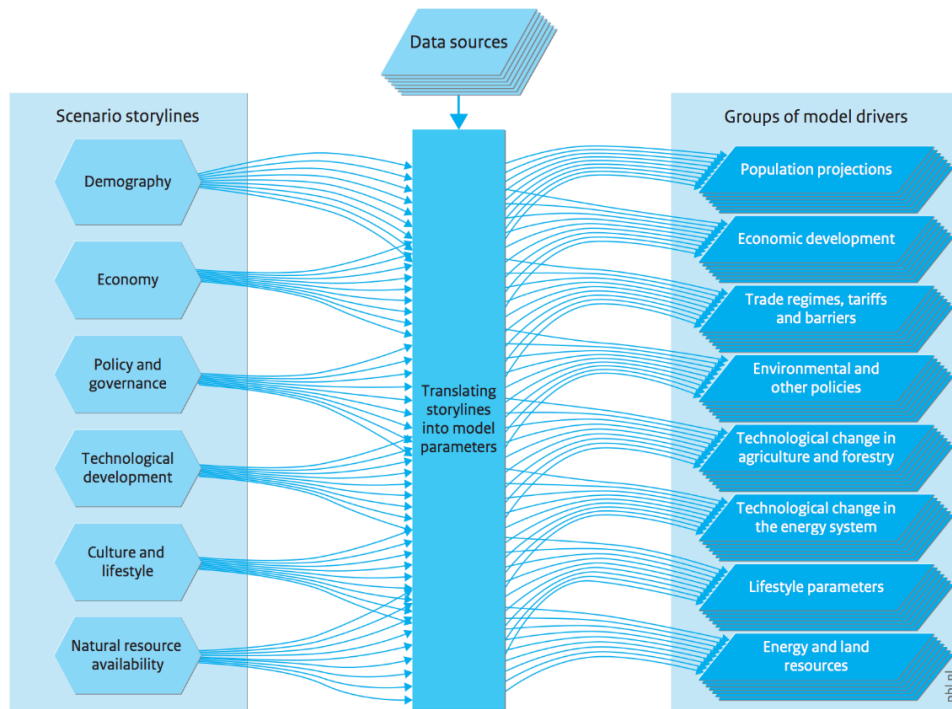 Data sources
Scenario storylines
Demography
Economy
Policy and
governance
Technological
development
Culture and
lifestyle
Natural resource
availability
Translating
storylines
into model
parameters
Groups of model drivers
Population projections
Economic development
Trade regimes, tariffs
and barriers
Environmental and
other policies
Technological change in
agriculture and forestry
Technological change in
the energy system
Lifestyle parameters
Energy and land
resources
pbl.nl